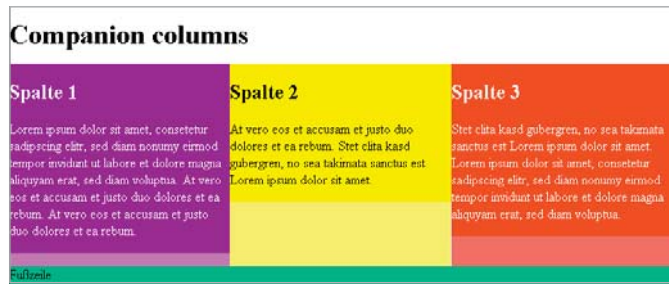 Companion columns
Spalte 1
Lorem ipsum dolor sit amet, consetetur
sadipscing elitr, sed diam nonumy eirmod
tempor invidunt ut labore et dolore magna
aliquyam erat, sed diam voluptua. At vero
eos et accusam et justo duo dolores et ea
rebum. At vero eos et accusam et justo
duo dolores et ea rebum.
Spalte 2
At vero eos et accusam et justo duo
dolores et ea rebum. Stet clita kasd
gubergren, no sea takimata sanctus est
Lorem ipsum dolor sit amet.
Spalte 3
Stet clita kasd gubergren, no sea takimata
sanctus est Lorem ipsum dolor sit amet.
Lorem ipsum dolor sit amet, consetetur
sadipscing elitr, sed diam nonumy eirmod
tempor invidunt ut labore et dolore magna
aliquyam erat, sed diam voluptua.
Fußzeile